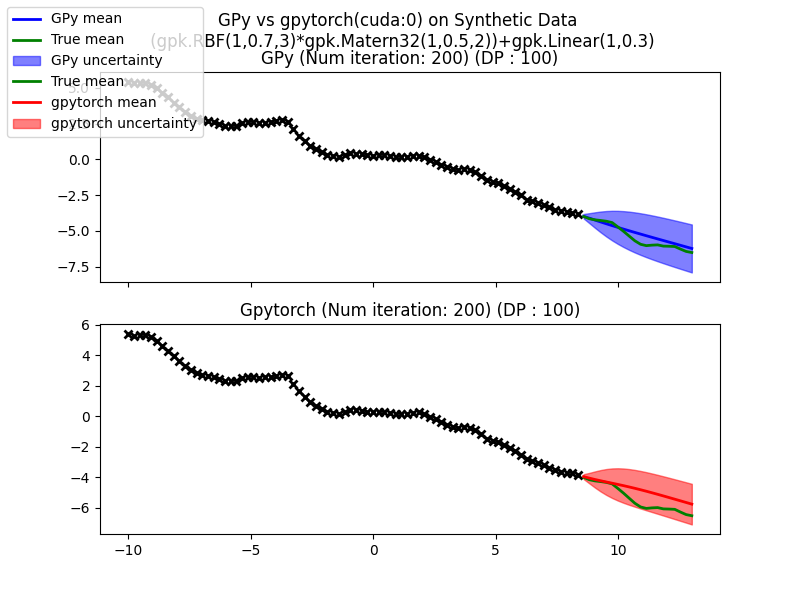 GPy vs gpytorch(cuda:0) on Synthetic Data
(gpk.RBF(1,0.7,3)*gpk.Matern32(1,0.5,2))+gpk.Linear(1,0.3)
GPy mean
True mean
GPy uncertainty
True mean
gpytorch mean
gpytorch uncertainty
GPy (Num iteration: 200) (DP : 100)
5.0
0.0
−2.5
−5.0
−7.5
Gpytorch (Num iteration: 200) (DP : 100)
6
4
2
0
−2
−4
−6
−10
−5
0
5
10